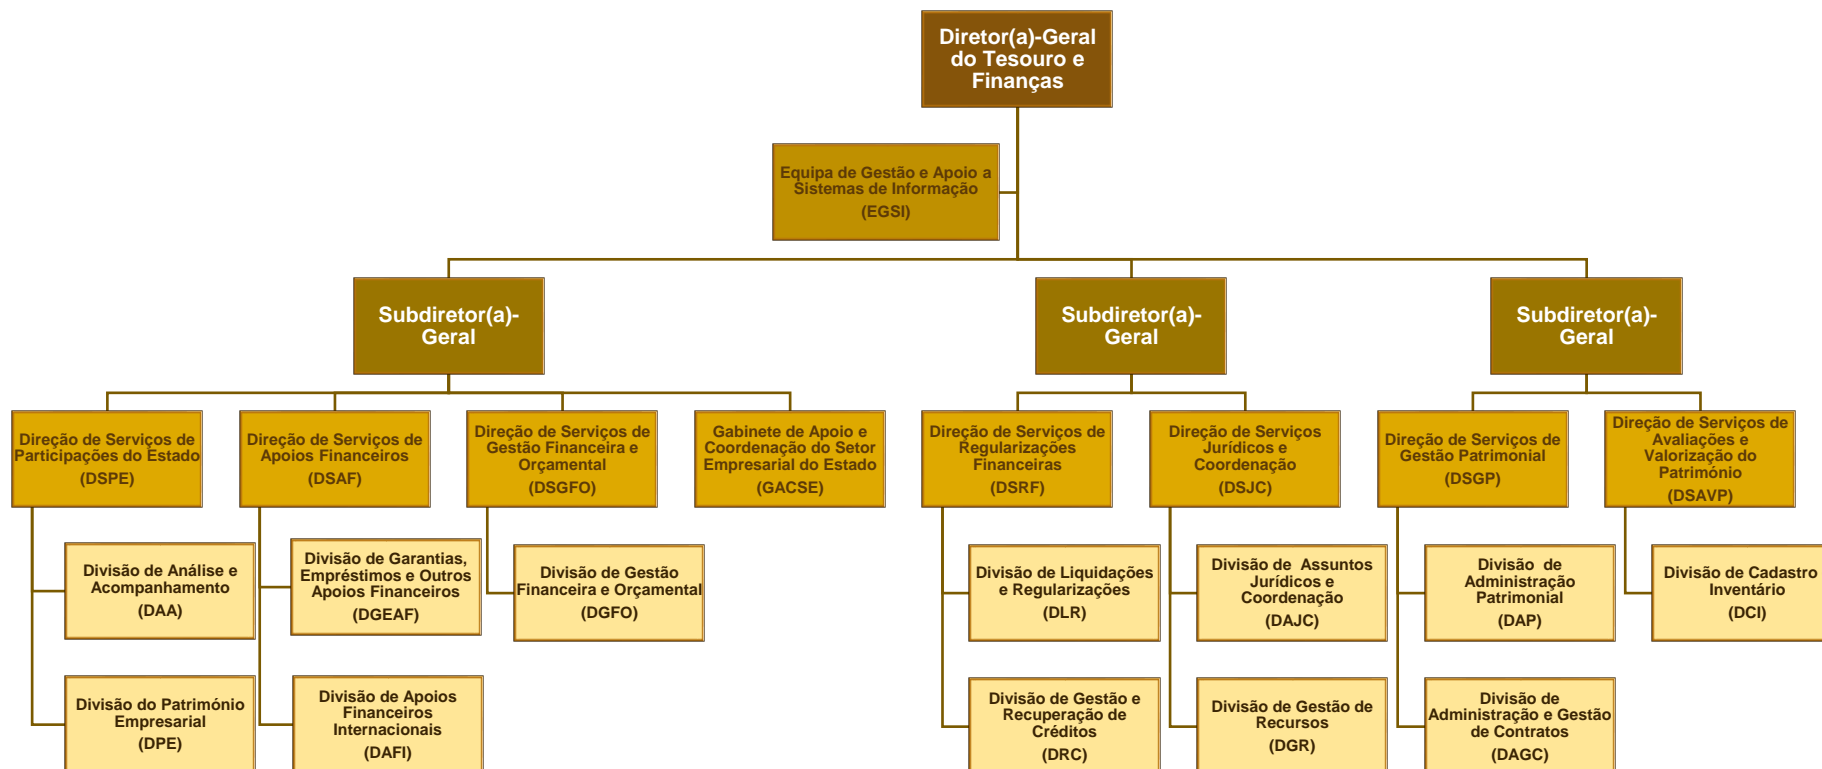 Diretor(a)-Geral
do Tesouro e
Finanças
Equipa de Gestão e Apoio a
Sistemas de Informação
(EGSI)
Subdiretor(a)-
Geral
Subdiretor(a)-
Geral
Subdiretor(a)-
Geral
Direção de Serviços de
Participações do Estado
(DSPE)
Direção de Serviços de
Apoios Financeiros
(DSAF)
Direção de Serviços de
Gestão Financeira e
Orçamental
(DSGFO)
Gabinete de Apoio e
Coordenação do Setor
Empresarial do Estado
(GACSE)
Direção de Serviços de
Regularizações
Financeiras
(DSRF)
Direção de Serviços
Jurídicos e
Coordenação
(DSJC)
Direção de Serviços de
Gestão Patrimonial
(DSGP)
Direção de Serviços de
Avaliações e
Valorização do
Património
(DSAVP)
Divisão de Análise e
Acompanhamento
(DAA)
Divisão de Garantias,
Empréstimos e Outros
Apoios Financeiros
(DGEAF)
Divisão de Gestão
Financeira e Orçamental
(DGFO)
Divisão de Liquidações
e Regularizações
(DLR)
Divisão de  Assuntos
Jurídicos e
Coordenação
(DAJC)
Divisão  de
Administração
Patrimonial
(DAP)
Divisão de Cadastro
Inventário
(DCI)
Divisão do Património
Empresarial
(DPE)
Divisão de Apoios
Financeiros
Internacionais
(DAFI)
Divisão de Gestão e
Recuperação de
Créditos
(DRC)
Divisão de Gestão de
Recursos
(DGR)
Divisão de
Administração e Gestão
de Contratos
(DAGC)